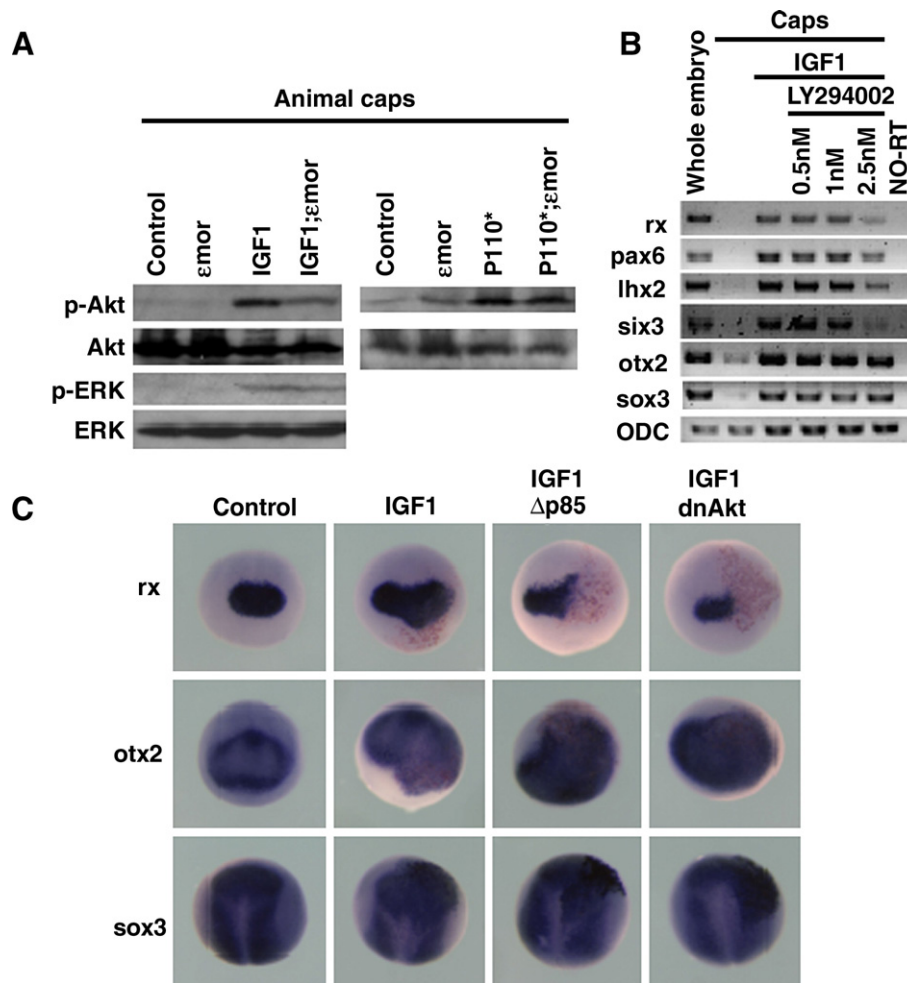 A
Animal caps
Control
εmor
IGF1
IGF1;εmor
Control
εmor
P110*
P110*;εmor
p-Akt
Akt
p-ERK
ERK
B
Caps
IGF1
LY294002
Whole embryo
0.5nM
1nM
2.5nM
NO-RT
rx
pax6
lhx2
six3
otx2
sox3
ODC
C
Control
IGF1
IGF1
Δp85
IGF1
dnAkt
rx
otx2
sox3